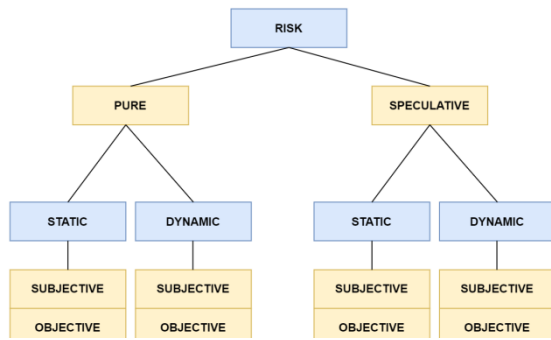 RISK
PURE
SPECULATIVE
STATIC
DYNAMIC
STATIC
DYNAMIC
SUBJECTIVE
SUBJECTIVE
SUBJECTIVE
SUBJECTIVE
OBJECTIVE
OBJECTIVE
OBJECTIVE
OBJECTIVE